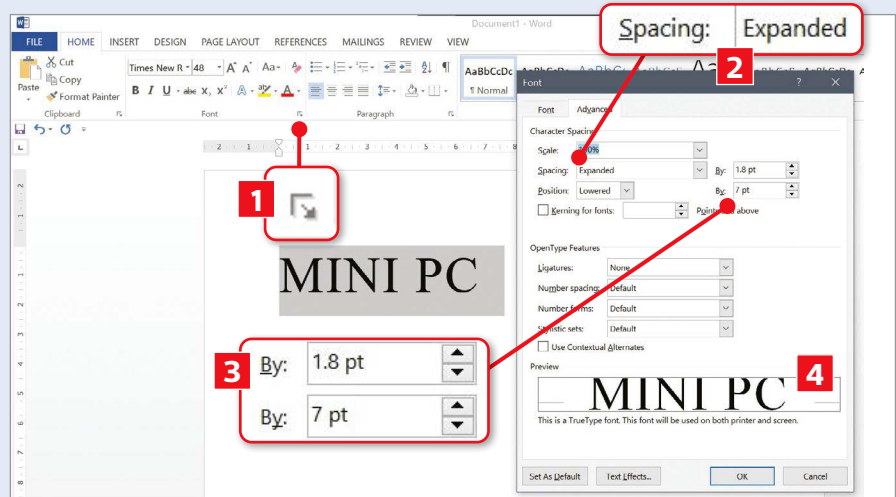 Document1 - Word
FILE HOME INSERT DESIGN PAGE LAYOUT REFERENCES MAILINGS REVIEW VIEW
Spacing: Expanded
2
Cut
Copy
Format Painter
Paste
Clipboard
Times New R 48
Font
Paragraph
AaBbCcDc
¶ Normal
Font ? ×
Font Advanced
Character Spacing
Scale: 100%
Spacing: Expanded By: 1.8 pt
Position: Lowered By: 7 pt
Kerning for fonts: Points and above
OpenType Features
Ligatures: None
Number spacing: Default
Number forms: Default
Stylistic sets: Default
Use Contextual Alternates
Preview
4
MINI PC
This is a TrueType font. This font will be used on both printer and screen.
Set As Default Text Effects... OK Cancel
1
MINI PC
3
By: 1.8 pt
By: 7 pt